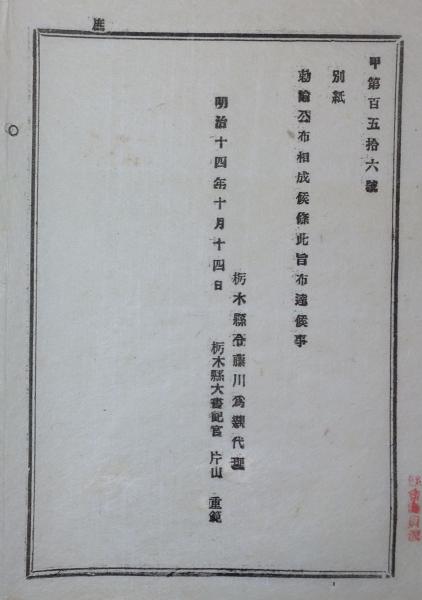 甲第百五拾六號
別紙
勅諭公布相成候條此旨布達候事
明治十四年十月十四日
栃木縣令藤川爲親代理
栃木縣大書記官 片山 重範